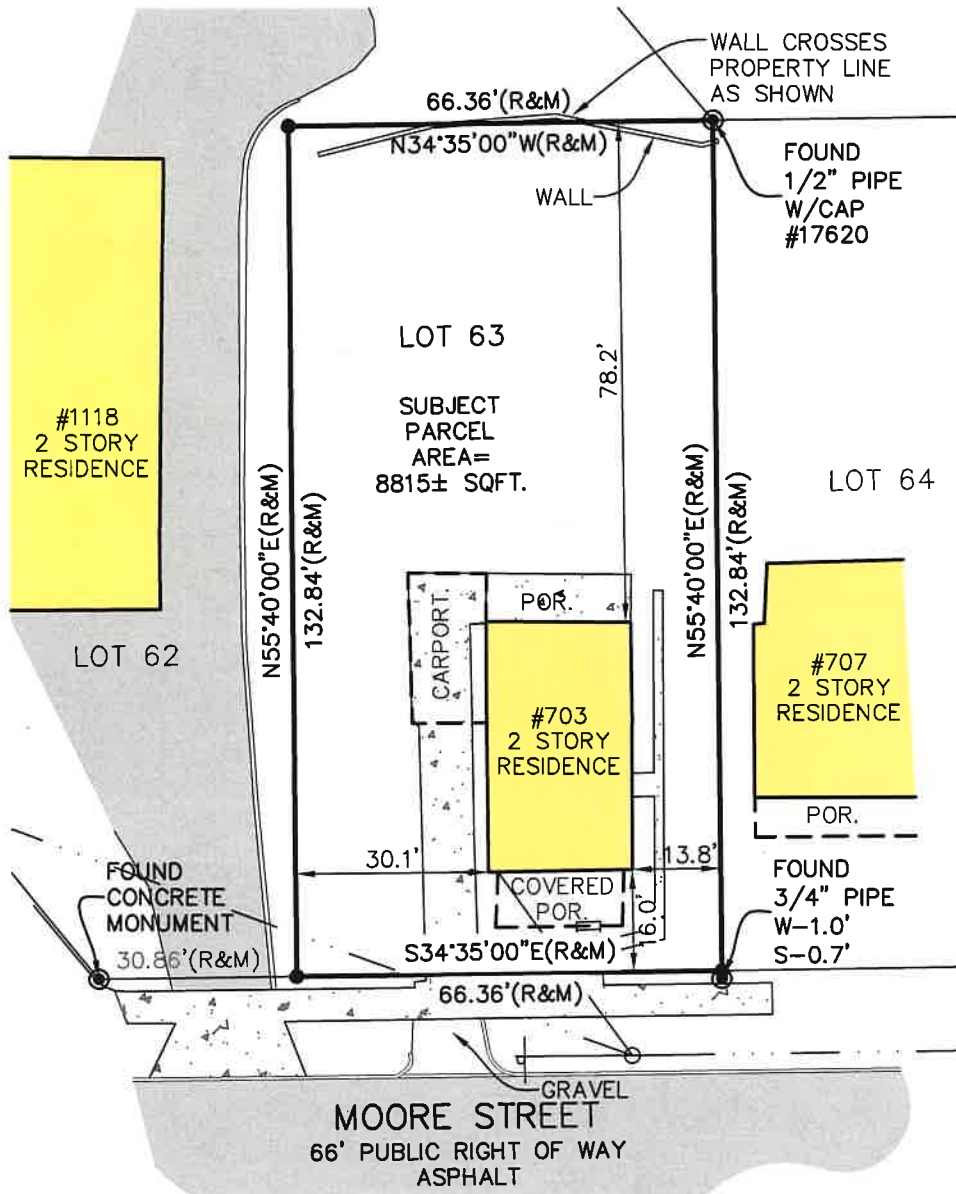 WALL CROSSES
PROPERTY LINE
AS SHOWN
66.36'(R&M)
N34°35'00"W(R&M)
WALL
FOUND
1/2" PIPE
W/CAP
#17620
LOT 63
SUBJECT
PARCEL
AREA=
8815± SQFT.
78.2'
#1118
2 STORY
RESIDENCE
N55°40'00"E(R&M)
132.84'(R&M)
N55°40'00"E(R&M)
132.84'(R&M)
LOT 64
LOT 62
CARPORT.
POR.
#703
2 STORY
RESIDENCE
#707
2 STORY
RESIDENCE
POR.
30.1'
13.8'
COVERED
POR.
16.0'
FOUND
CONCRETE
MONUMENT
FOUND
3/4" PIPE
W-1.0'
S-0.7'
30.86'(R&M)
S34°35'00"E(R&M)
66.36'(R&M)
GRAVEL
MOORE STREET
66' PUBLIC RIGHT OF WAY
ASPHALT